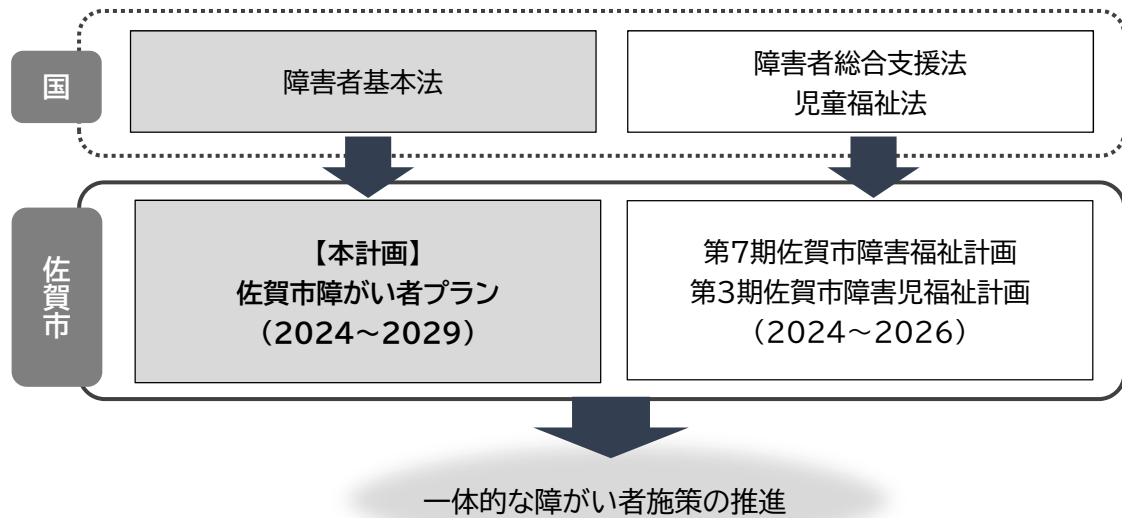 国
障害者基本法
障害者総合支援法
児童福祉法
佐賀市
【本計画】
佐賀市障がい者プラン
（2024～2029）
第7期佐賀市障害福祉計画
第3期佐賀市障害児福祉計画
（2024～2026）
一体的な障がい者施策の推進